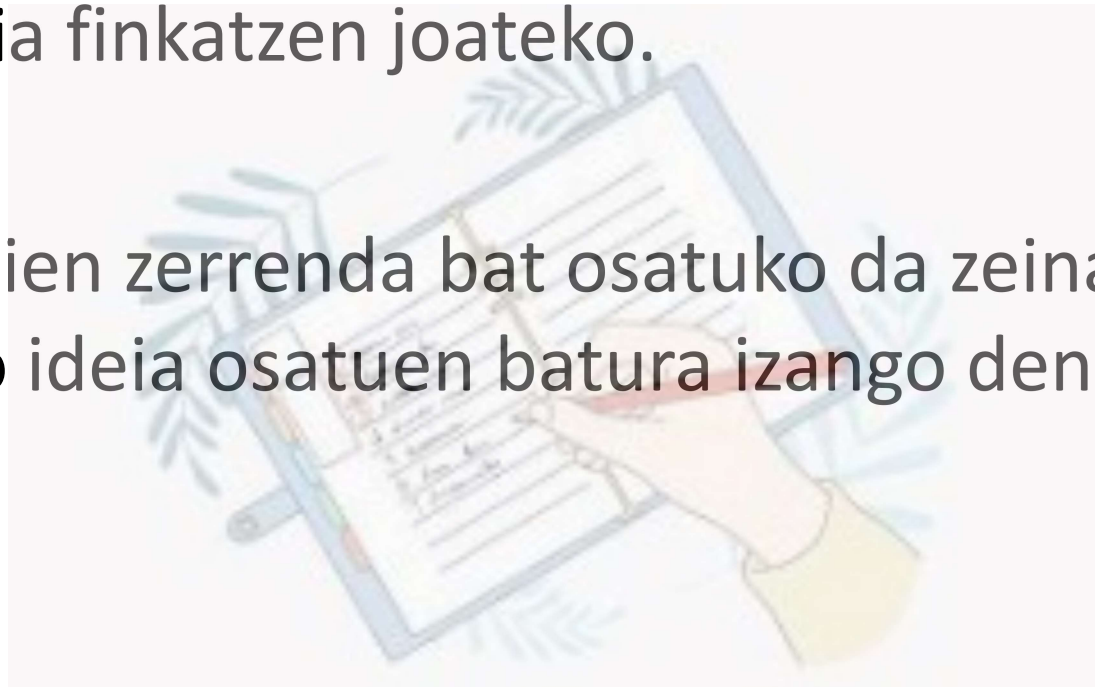 ia finkatzen joateko.
ien zerrenda bat osatuko da zeina
ideia osatuen batura izango den